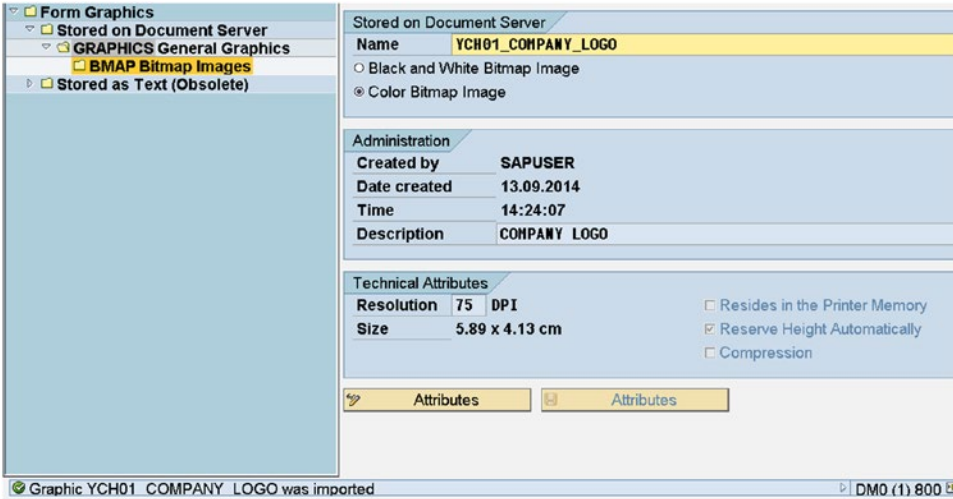 Form Graphics
Stored on Document Server
GRAPHICS General Graphics
BMAP Bitmap Images
Stored as Text (Obsolete)
Stored on Document Server
Name YCH01_COMPANY_LOGO
Black and White Bitmap Image
Color Bitmap Image
Administration
Created by SAPUSER
Date created 13.09.2014
Time 14:24:07
Description COMPANY LOGO
Technical Attributes
Resolution 75 DPI Resides in the Printer Memory
Size 5.89 x 4.13 cm Reserve Height Automatically
Compression
Attributes Attributes
Graphic YCH01_COMPANY_LOGO was imported DM0 (1) 800